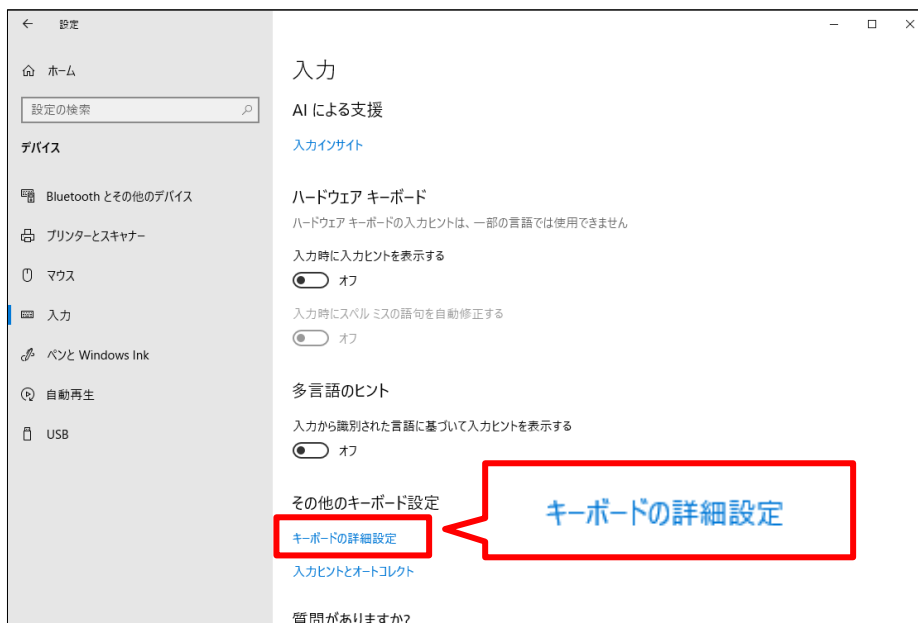 設定
ホーム
設定の検索
デバイス
Bluetooth とその他のデバイス
プリンターとスキャナー
マウス
入力
ペンと Windows Ink
自動再生
USB
入力
AI による支援
入力インサイト
ハードウェア キーボード
ハードウェア キーボードの入力ヒントは、一部の言語では使用できません
入力時に入力ヒントを表示する
オフ
入力時にスペル ミスの語句を自動修正する
オフ
多言語のヒント
入力から識別された言語に基づいて入力ヒントを表示する
オフ
その他のキーボード設定
キーボードの詳細設定
キーボードの詳細設定
入力ヒントとオートコレクト
質問がありますか?